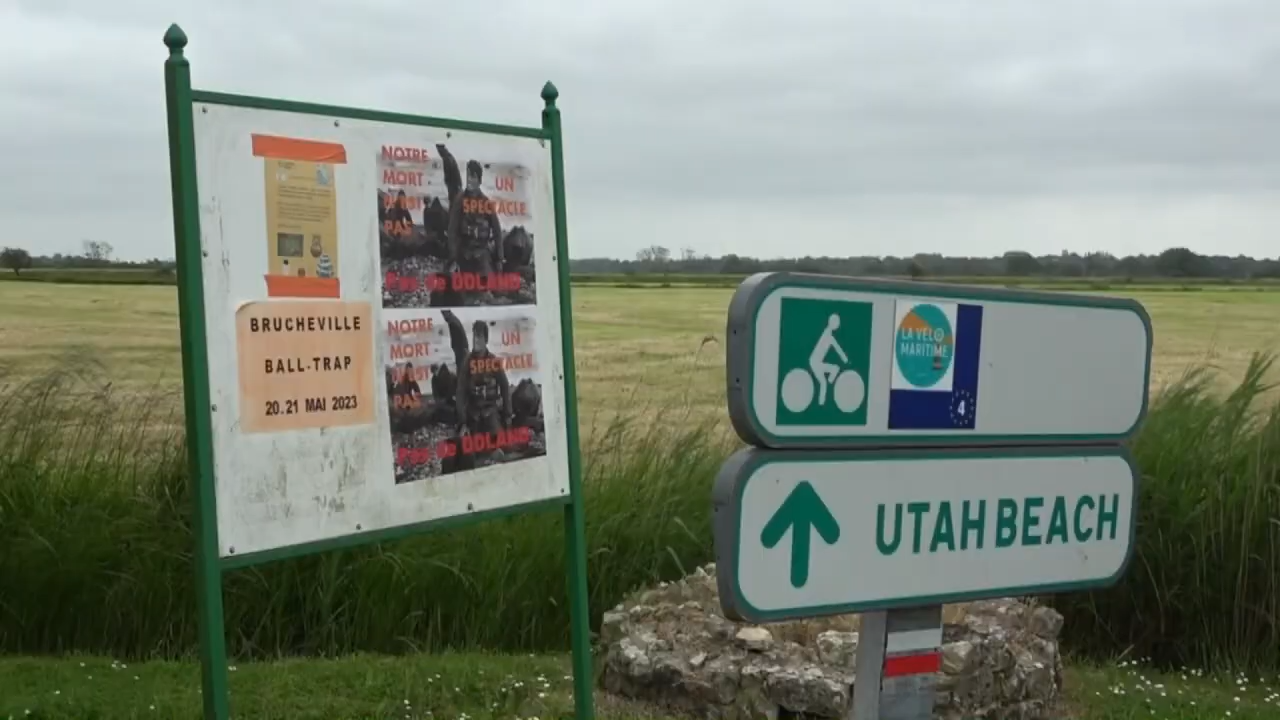 NOTRE
MORT
N'EST
PAS
UN
SPECTACLE
Pas de DDLAND
BRUCHEVILLE
BALL-TRAP
20.21 MAI 2023
NOTRE
MORT
N'EST
PAS
UN
SPECTACLE
Pas de DDLAND
LA VELO
MARITIME
4
UTAH BEACH